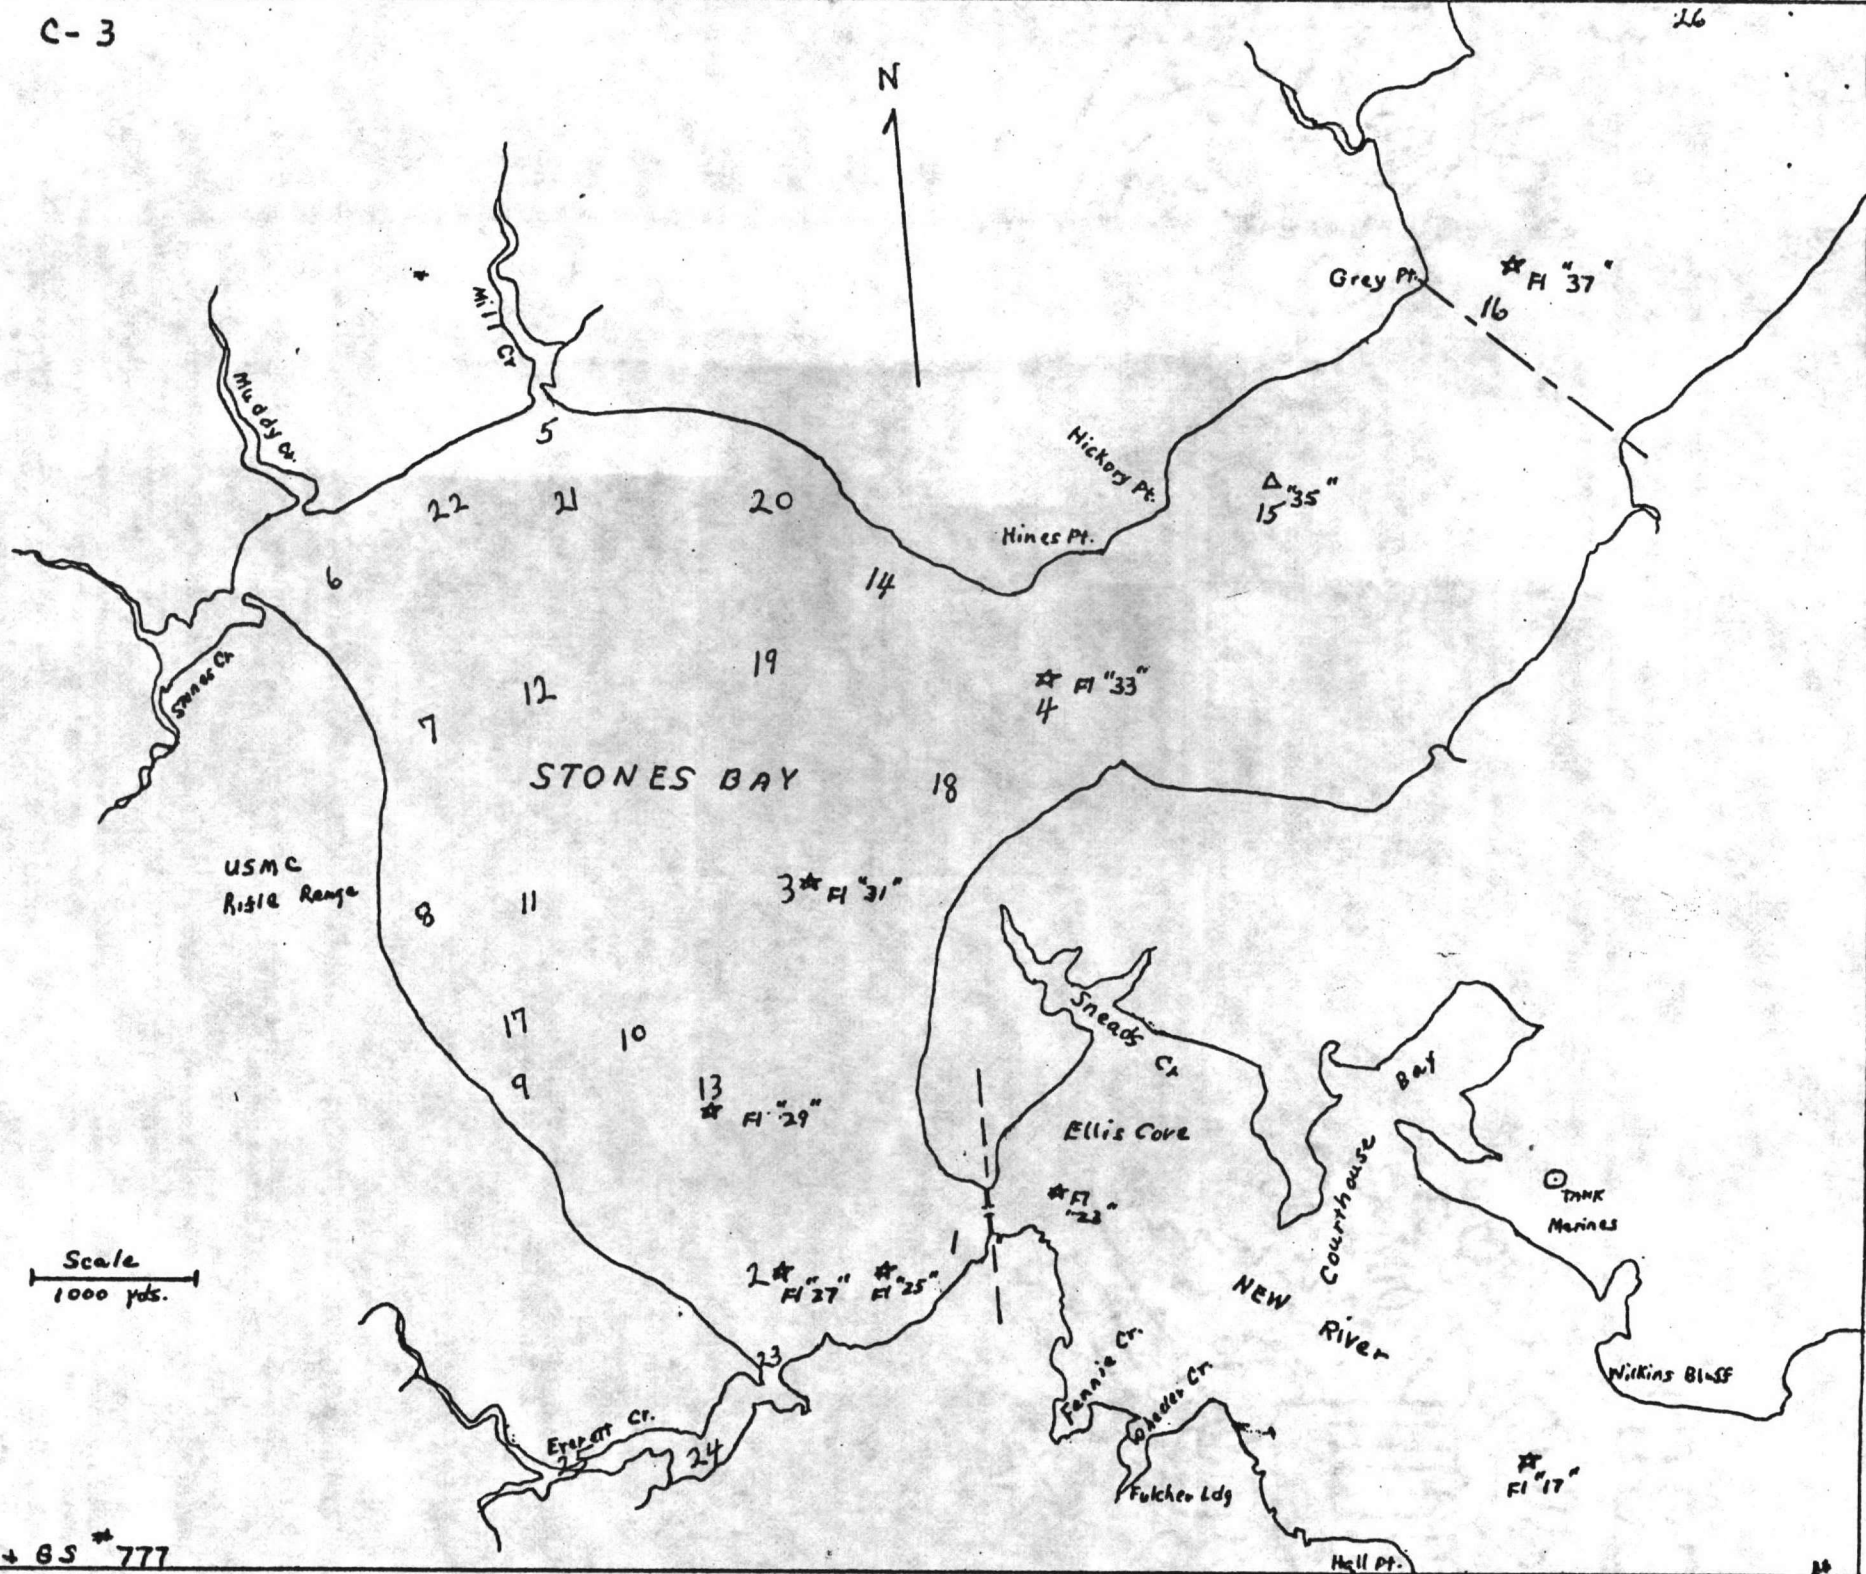 C-3
26
N
Grey Pt.
Fl "37"
16
Mill Cr
Muddy Cr.
5
Hickory Pt.
"35"
15
22
21
20
Hines Pt.
6
14
Stones Cr.
19
12
Fl "33"
4
7
STONES BAY
18
USMC
Rifle Range
3
Fl "31"
8
11
Sneads Cr
17
10
9
13
Fl "29"
Bay
Ellis Cove
Courthouse
Fl
"23"
TANK
Marines
1
Scale
1000 yds.
2
Fl "27"
Fl "25"
NEW
River
23
Fannie Cr.
Wilkins Bluff
Everett Cr.
24
Fulcher Ldg
Fl "17"
+ GS # 777
Hall Pt.